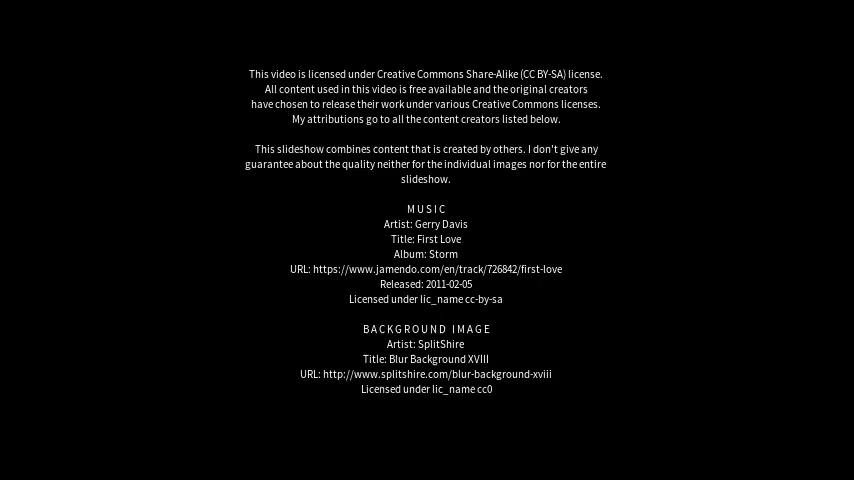 This video is licensed under Creative Commons Share-Alike (CC BY-SA) license.
All content used in this video is free available and the original creators
have chosen to release their work under various Creative Commons licenses.
My attributions go to all the content creators listed below.
This slideshow combines content that is created by others. I don't give any
guarantee about the quality neither for the individual images nor for the entire
slideshow.
MUSIC
Artist: Gerry Davis
Title: First Love
Album: Storm
URL: https://www.jamendo.com/en/track/726842/first-love
Released: 2011-02-05
Licensed under lic_name cc-by-sa
BACKGROUND IMAGE
Artist: SplitShire
Title: Blur Background XVIII
URL: http://www.splitshire.com/blur-background-xviii
Licensed under lic_name cc0